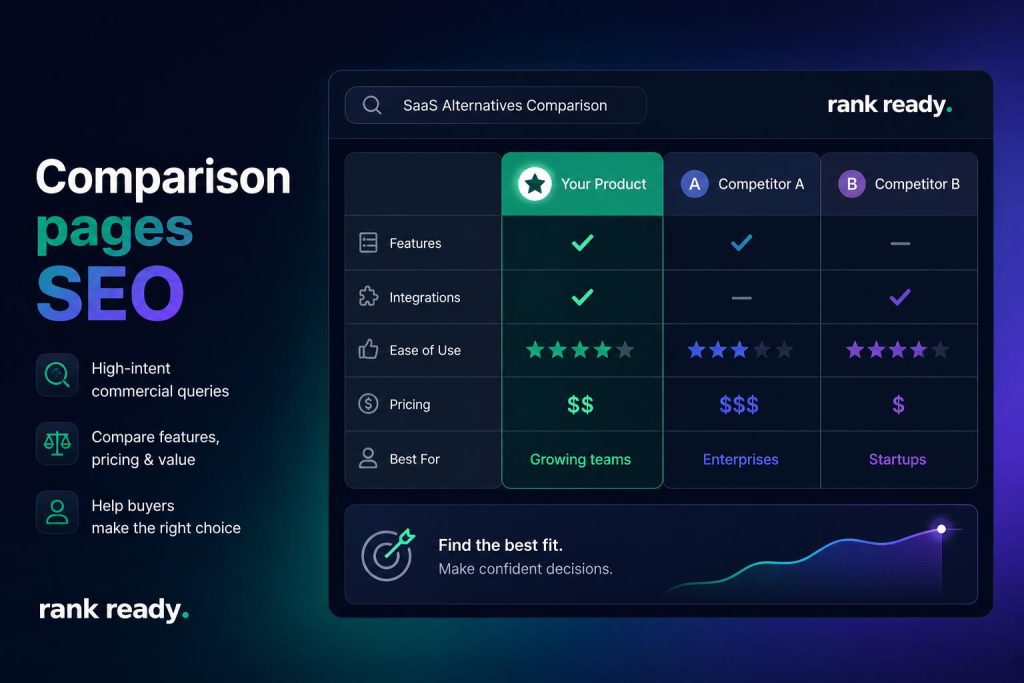 Comparison
pages
SEO
High-intent
commercial queries
Compare features,
pricing & value
Help buyers
make the right choice
rank ready.
SaaS Alternatives Comparison
rank ready.
Your Product
A Competitor A
B Competitor B
Features
Integrations
Ease of Use
Pricing $$ $$$ $
Best For Growing teams Enterprises Startups
Find the best fit.
Make confident decisions.